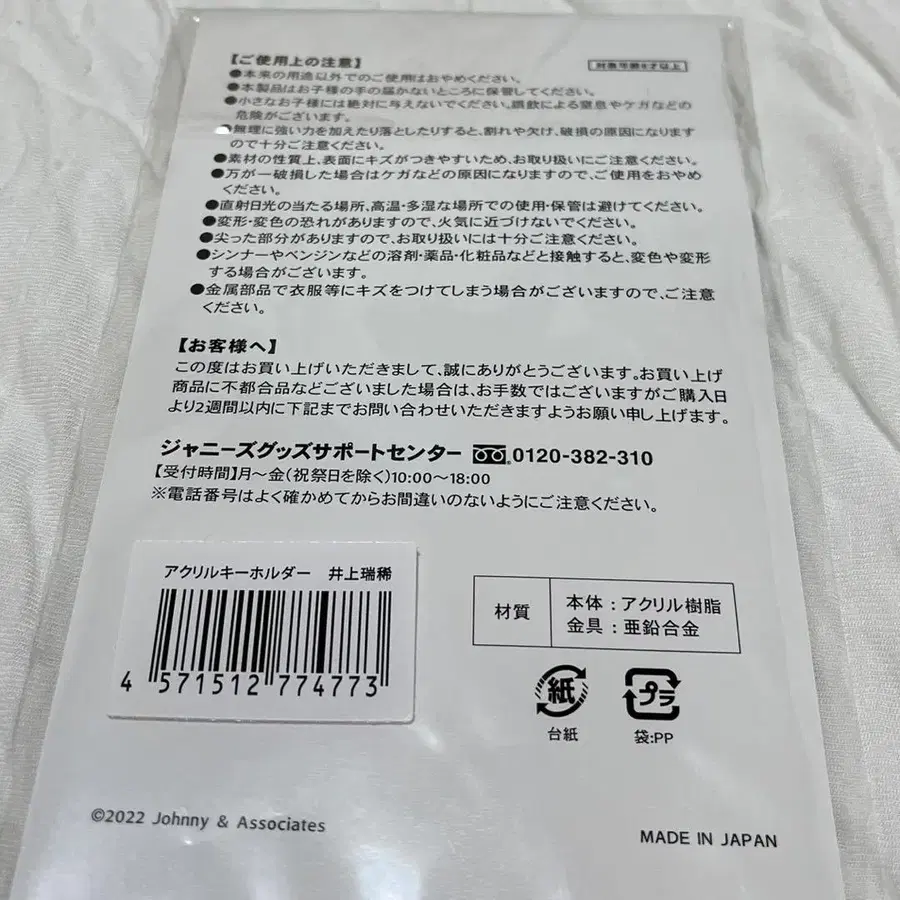 【ご使用上の注意】
対象年齢6才以上
●本来の用途以外でのご使用はおやめください。
●本製品はお子様の手の届かないところに保管してください。
●小さなお子様には絶対に与えないでください。誤飲による窒息やケガなどの
危険がございます。
●無理に強い力を加えたり落としたりすると、割れや欠け、破損の原因になります
ので十分ご注意ください。
●素材の性質上、表面にキズがつきやすいため、お取り扱いにご注意ください。
●万が一破損した場合はケガなどの原因になりますので、ご使用をおやめ
ください。
●直射日光の当たる場所、高温・多湿な場所での使用・保管は避けてください。
●変形・変色の恐れがありますので、火気に近づけないでください。
●尖った部分がありますので、お取り扱いには十分ご注意ください。
●シンナーやベンジンなどの溶剤・薬品・化粧品などと接触すると、変色や変形
する場合がございます。
●金属部品で衣服等にキズをつけてしまう場合がございますので、ご注意
ください。
【お客様へ】
この度はお買い上げいただきまして、誠にありがとうございます。お買い上げ
商品に不都合品などございました場合は、お手数ではございますがご購入日
より2週間以内に下記までお問い合わせいただきますようお願い申し上げます。
ジャニーズグッズサポートセンター 0120-382-310
【受付時間】月〜金(祝祭日を除く)10:00〜18:00
※電話番号はよく確かめてからお間違いのないようにご注意ください。
アクリルキーホルダー 井上瑞稀
4 571512 774773
材質
本体 : アクリル樹脂
金具 : 亜鉛合金
紙
台紙
プラ
袋:PP
©2022 Johnny & Associates
MADE IN JAPAN